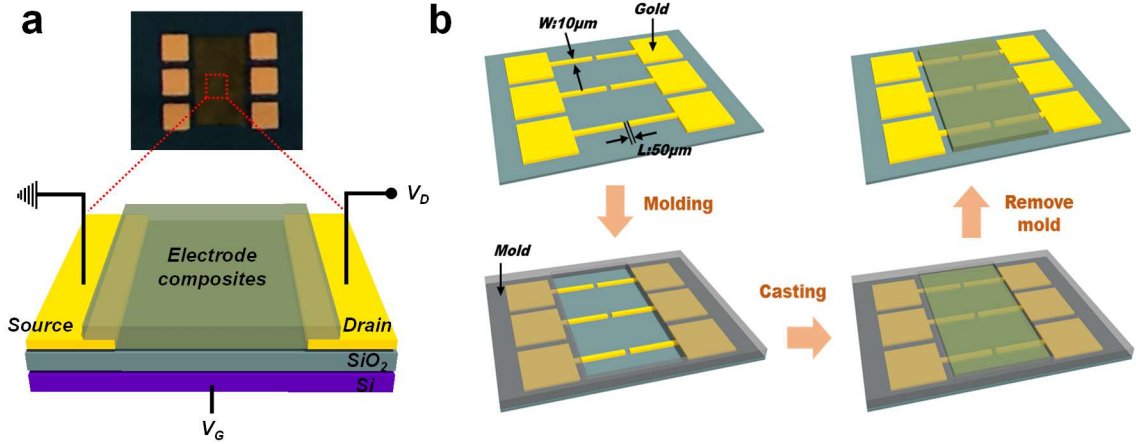 a
V_D
Electrode
composites
Source
Drain
SiO₂
Si
V_G
b
W:10μm
Gold
L:50μm
Molding
Remove
mold
Mold
Casting